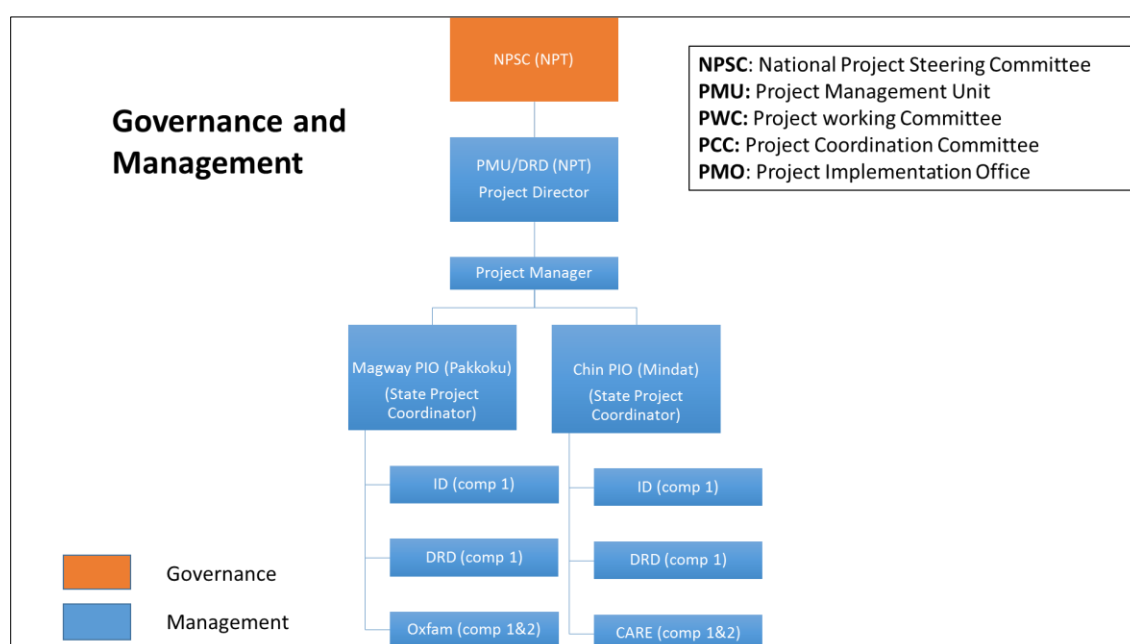 NPSC (NPT)
NPSC: National Project Steering Committee
PMU: Project Management Unit
PWC: Project working Committee
PCC: Project Coordination Committee
PMO: Project Implementation Office
Governance and
Management
PMU/DRD (NPT)
Project Director
Project Manager
Magway PIO (Pakkoku)
(State Project
Coordinator)
Chin PIO (Mindat)
(State Project
Coordinator)
ID (comp 1)
ID (comp 1)
DRD (comp 1)
DRD (comp 1)
Oxfam (comp 1&2)
CARE (comp 1&2)
Governance
Management